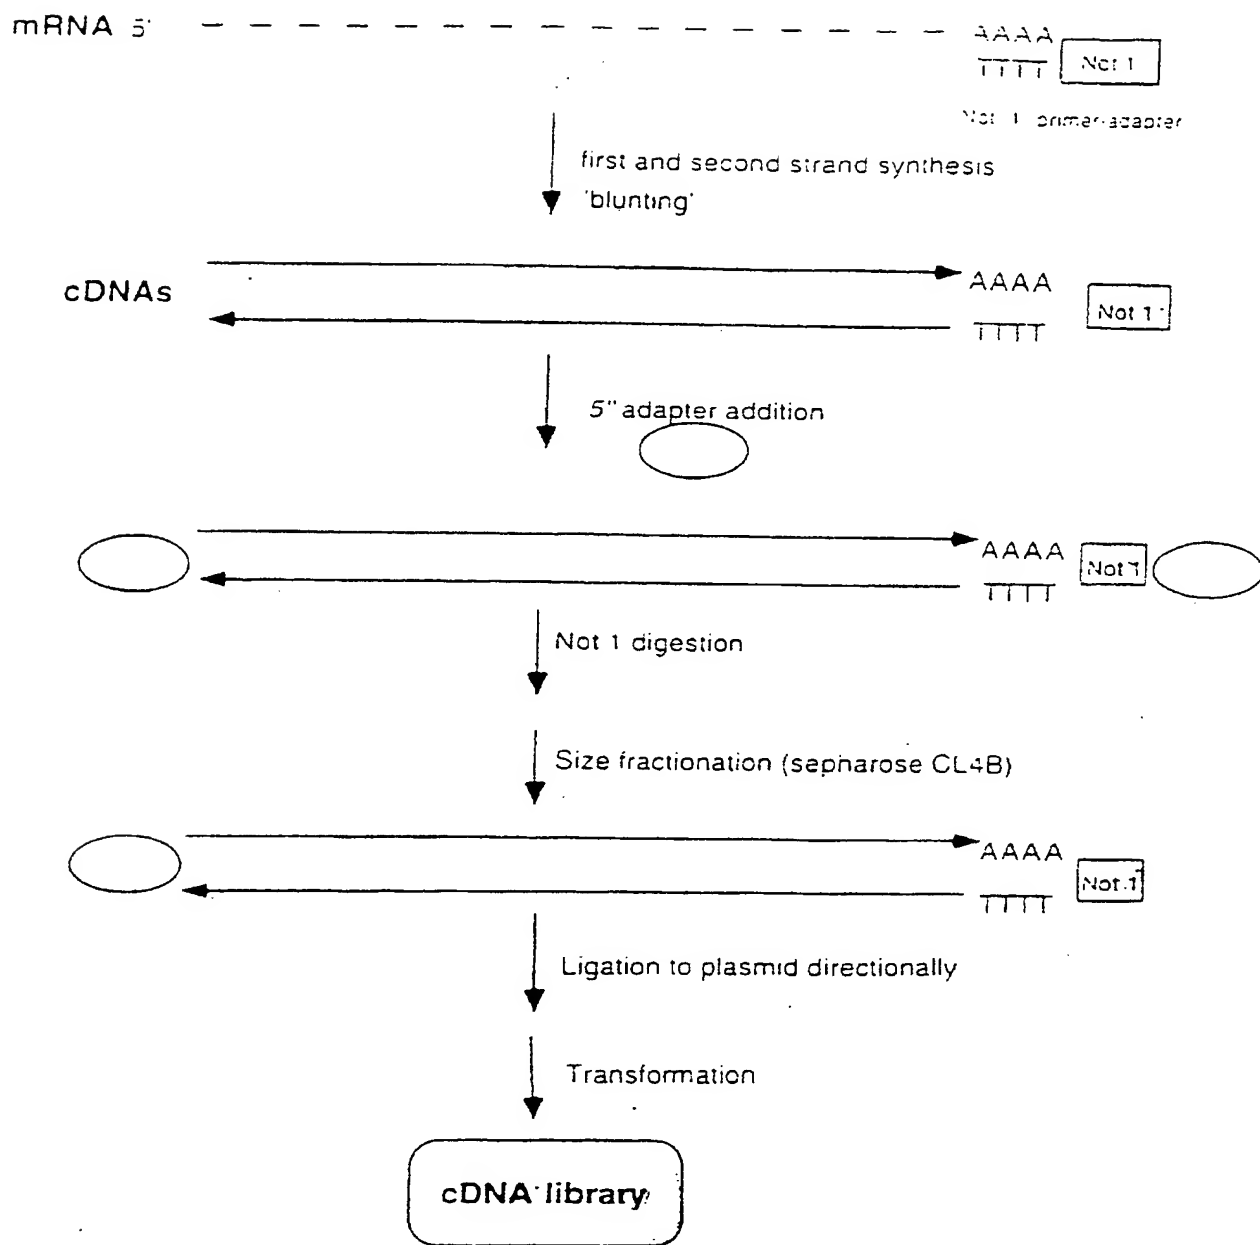 mRNA 5' AAAA
TTTT Not 1
Not 1 primer-adapter
first and second strand synthesis
'blunting'
cDNAs AAAA
TTTT Not 1
5" adapter addition
AAAA
TTTT Not 1
Not 1 digestion
Size fractionation (sepharose CL4B)
AAAA
TTTT Not 1
Ligation to plasmid directionally
Transformation
cDNA library